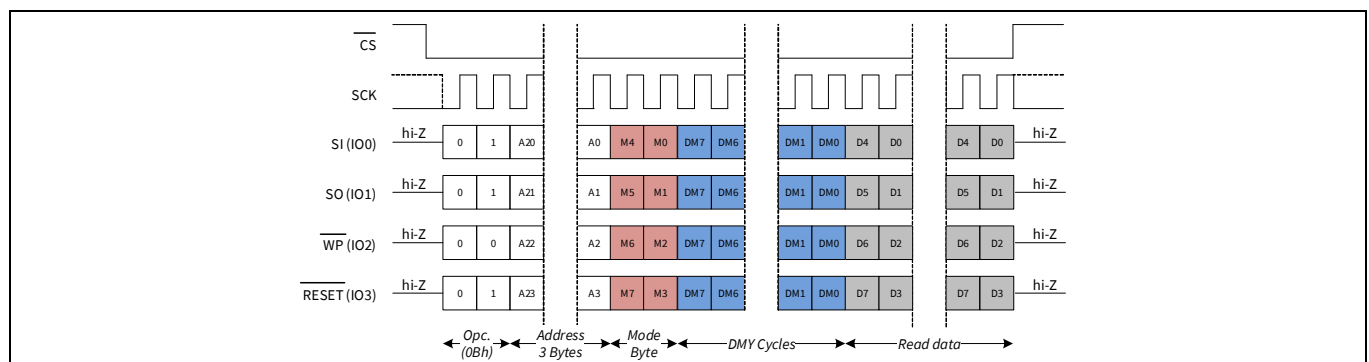 CS
SCK
SI (IO0) hi-Z 0 1 A20 A0 M4 M0 DM7 DM6 DM1 DM0 D4 D0 D4 D0 hi-Z
SO (IO1) hi-Z 0 1 A21 A1 M5 M1 DM7 DM6 DM1 DM0 D5 D1 D5 D1 hi-Z
WP (IO2) hi-Z 0 0 A22 A2 M6 M2 DM7 DM6 DM1 DM0 D6 D2 D6 D2 hi-Z
RESET (IO3) hi-Z 0 1 A23 A3 M7 M3 DM7 DM6 DM1 DM0 D7 D3 D7 D3 hi-Z
Opc. Address Mode DMY Cycles Read data
(0Bh) 3 Bytes Byte